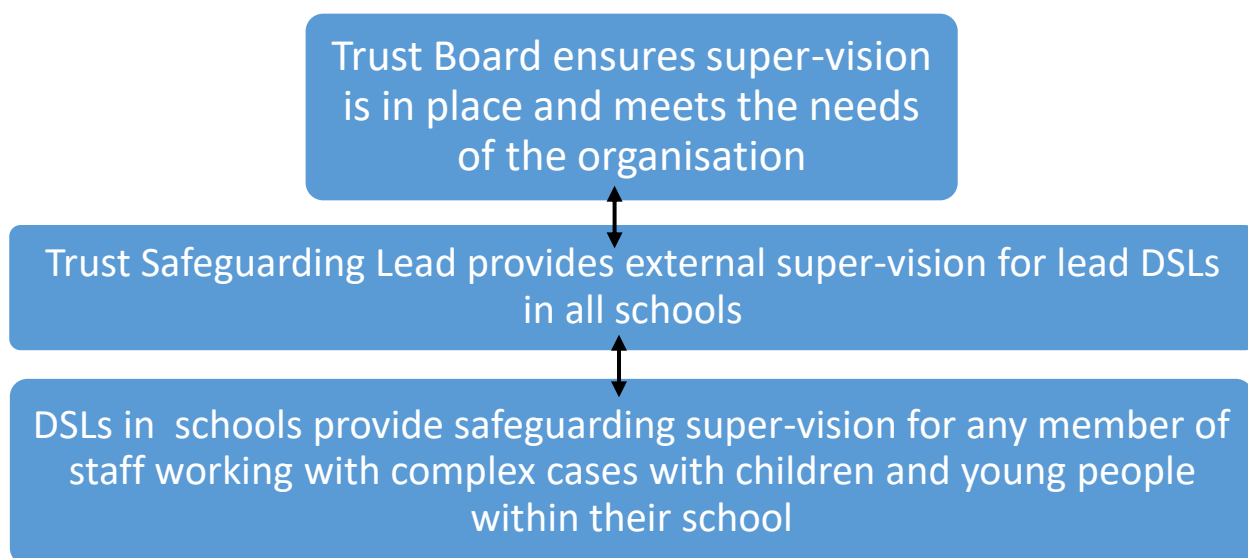 Trust Board ensures super-vision
is in place and meets the needs
of the organisation
Trust Safeguarding Lead provides external super-vision for lead DSLs
in all schools
DSLs in  schools provide safeguarding super-vision for any member of
staff working with complex cases with children and young people
within their school